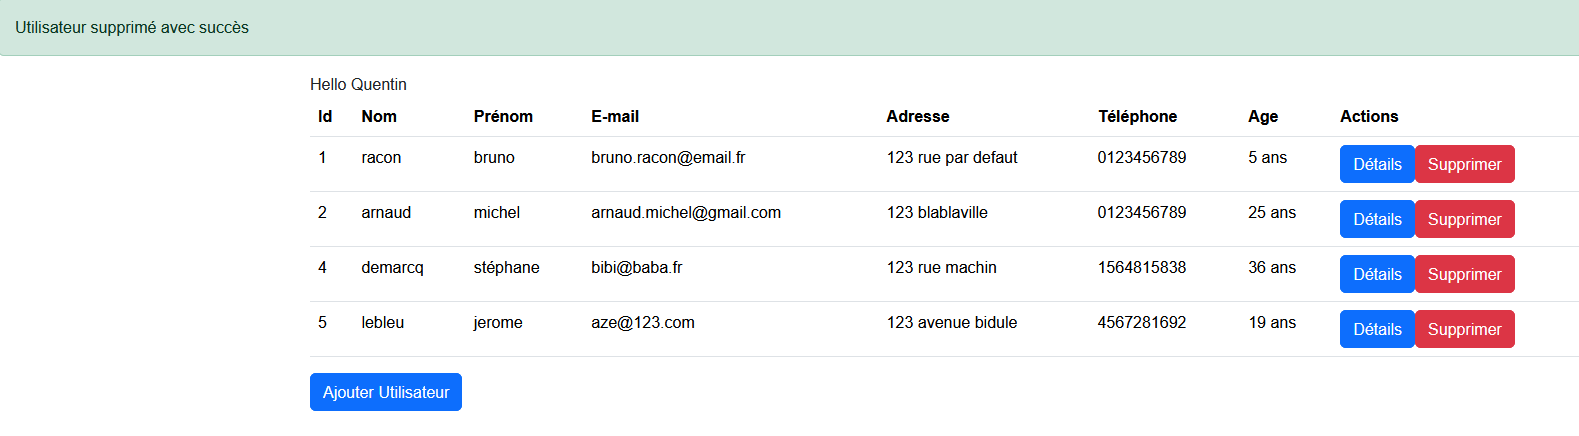 Utilisateur supprimé avec succès
Hello Quentin
Id Nom Prénom E-mail Adresse Téléphone Age Actions
1 racon bruno bruno.racon@email.fr 123 rue par defaut 0123456789 5 ans Détails Supprimer
2 arnaud michel arnaud.michel@gmail.com 123 blablaville 0123456789 25 ans Détails Supprimer
4 demarcq stéphane bibi@baba.fr 123 rue machin 1564815838 36 ans Détails Supprimer
5 lebleu jerome aze@123.com 123 avenue bidule 4567281692 19 ans Détails Supprimer
Ajouter Utilisateur